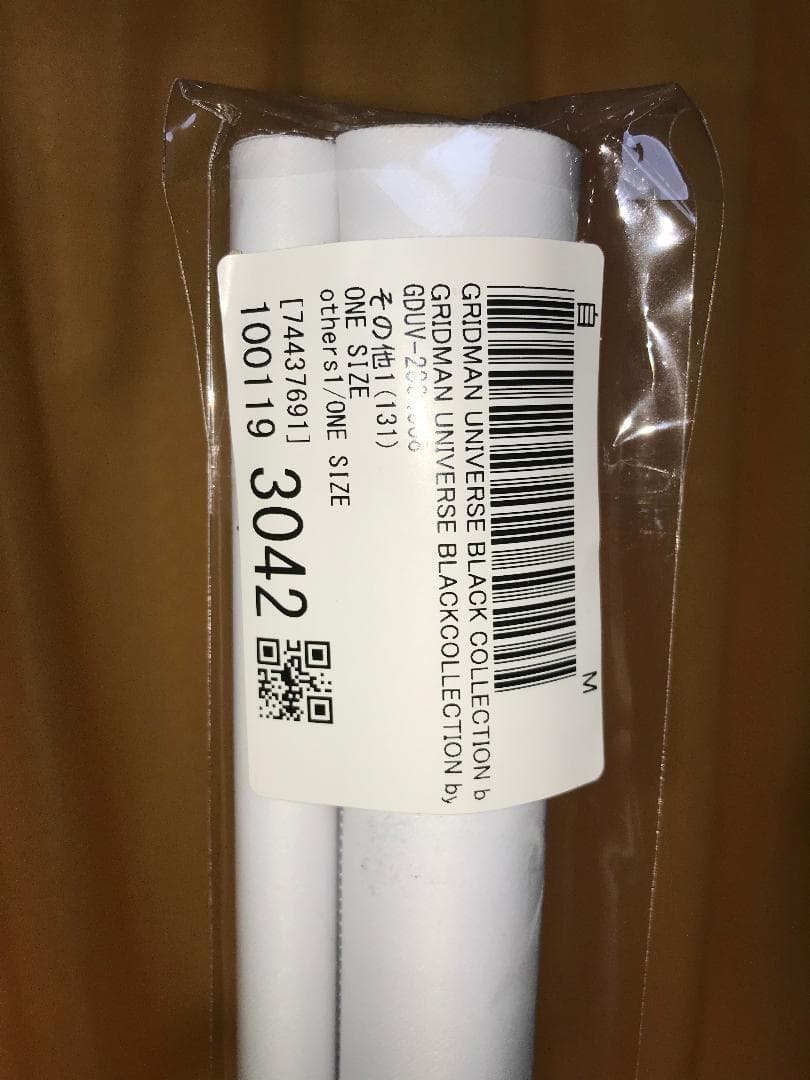 自 M
GRIDMAN UNIVERSE BLACK COLLECTION b
GRIDMAN UNIVERSE BLACKCOLLECTION by
その他1(131)
ONE SIZE
others1/ONE SIZE
[74437691]
100119 3042